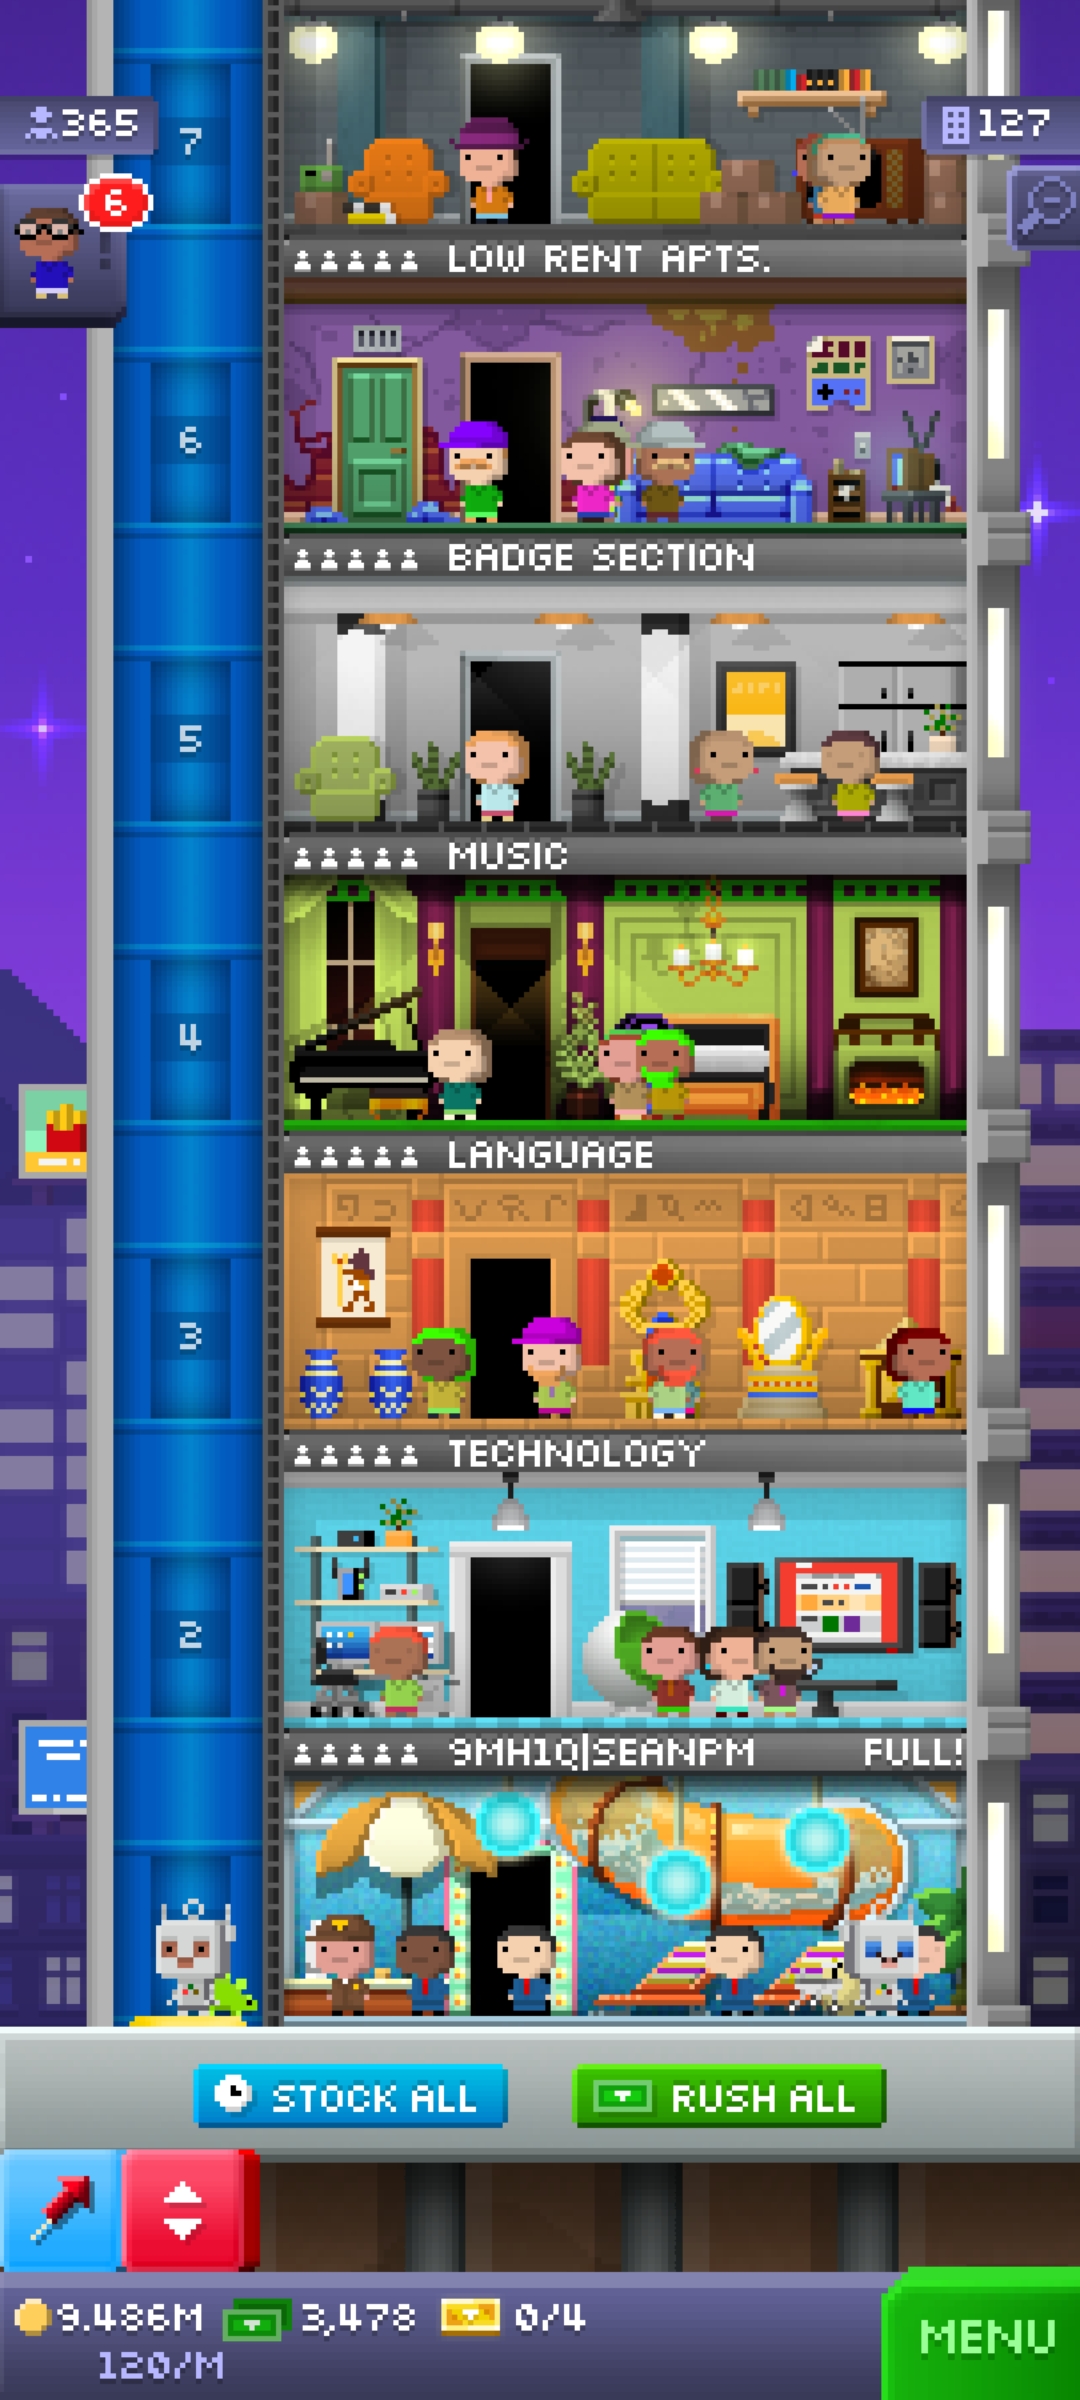 7
365
127
6
LOW RENT APTS.
6
BADGE SECTION
5
MUSIC
4
LANGUAGE
3
TECHNOLOGY
2
9MH1Q|SEANPM FULL!
STOCK ALL
RUSH ALL
9.486M 3,478 0/4
120/M
MENU